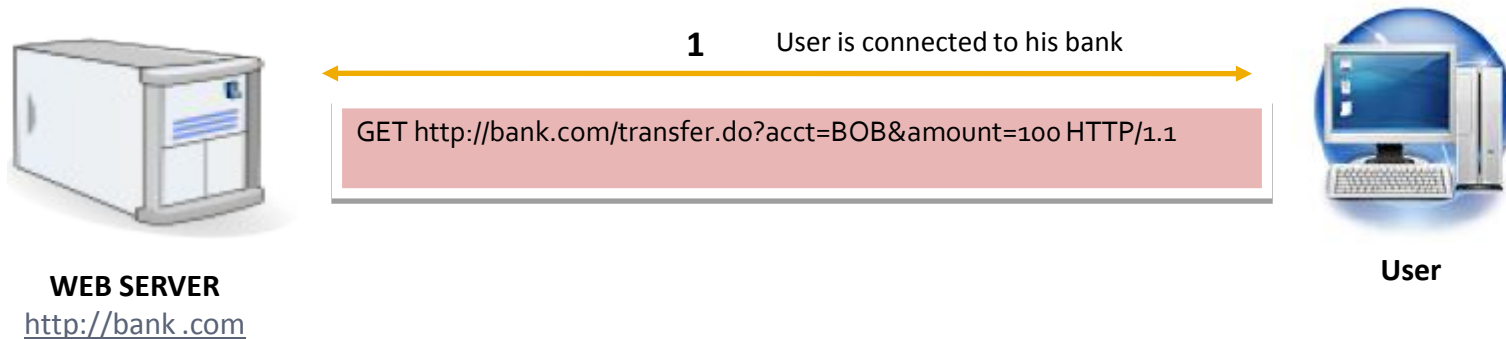 1 User is connected to his bank
GET http://bank.com/transfer.do?acct=BOB&amount=100 HTTP/1.1
User
WEB SERVER
http://bank .com